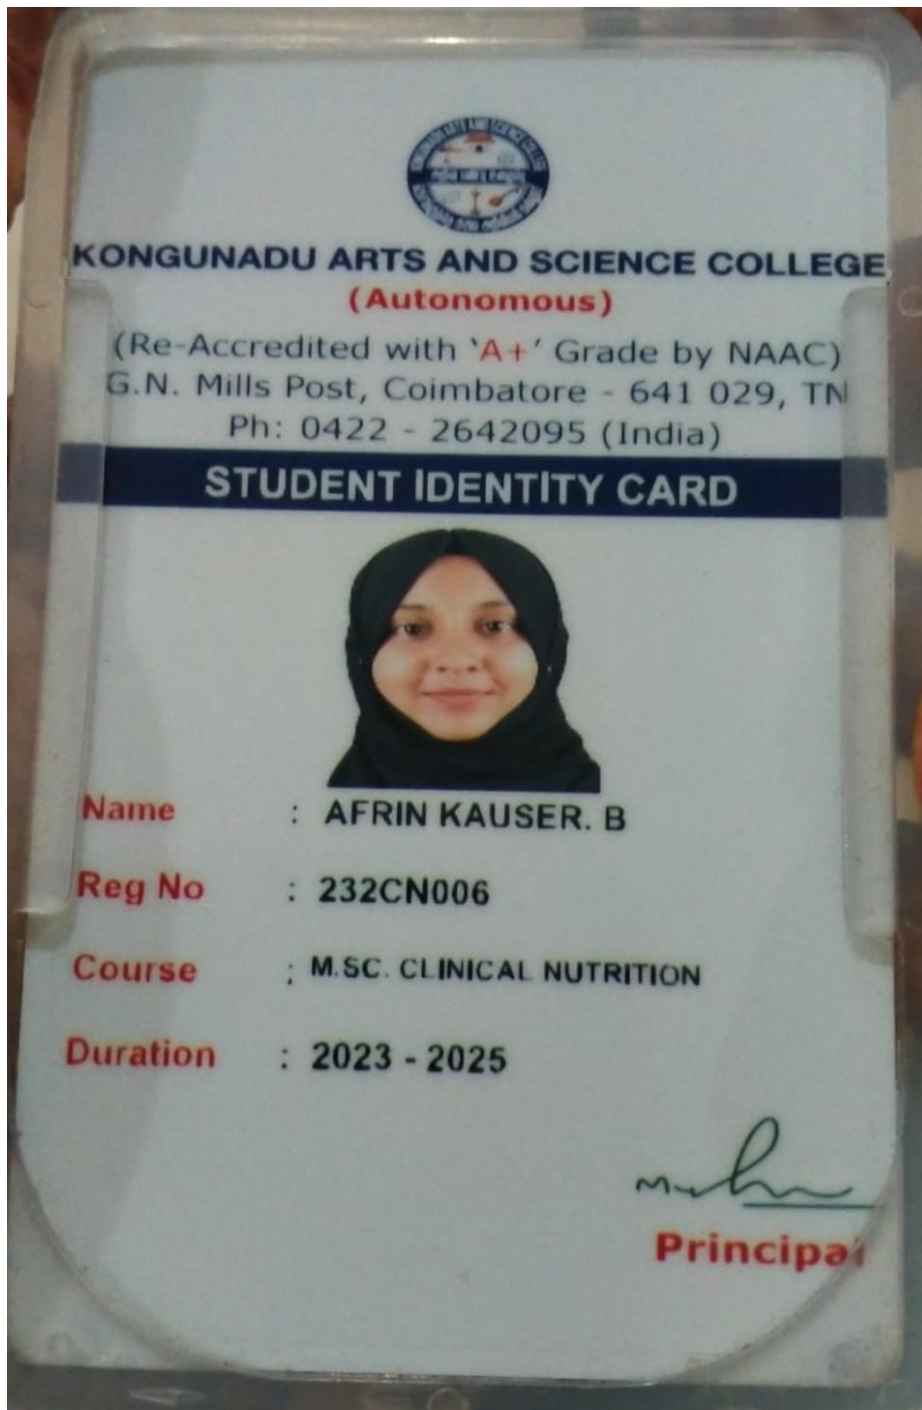 KONGUNADU ARTS AND SCIENCE COLLEGE
(Autonomous)
(Re-Accredited with 'A+' Grade by NAAC)
G.N. Mills Post, Coimbatore - 641 029, TN
Ph: 0422 - 2642095 (India)
STUDENT IDENTITY CARD
Name : AFRIN KAUSER. B
Reg No : 232CN006
Course : M.SC. CLINICAL NUTRITION
Duration : 2023 - 2025
Principal